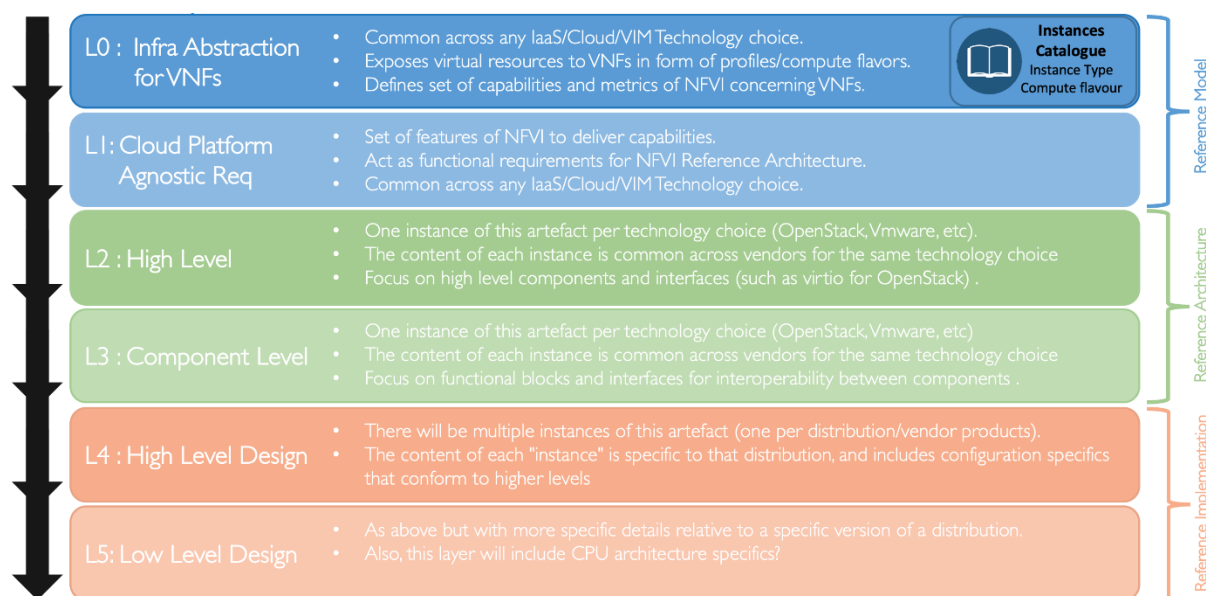 L0 : Infra Abstraction
for VNFs
• Common across any IaaS/Cloud/VIM Technology choice.
• Exposes virtual resources to VNFs in form of profiles/compute flavors.
• Defines set of capabilities and metrics of NFVI concerning VNFs.
Instances
Catalogue
Instance Type
Compute flavour
L1: Cloud Platform
Agnostic Req
• Set of features of NFVI to deliver capabilities.
• Act as functional requirements for NFVI Reference Architecture.
• Common across any IaaS/Cloud/VIM Technology choice.
Reference Model
L2 : High Level
• One instance of this artefact per technology choice (OpenStack, Vmware, etc).
• The content of each instance is common across vendors for the same technology choice
• Focus on high level components and interfaces (such as virtio for OpenStack) .
L3 : Component Level
• One instance of this artefact per technology choice (OpenStack, Vmware, etc)
• The content of each instance is common across vendors for the same technology choice
• Focus on functional blocks and interfaces for interoperability between components .
Reference Architecture
L4 : High Level Design
• There will be multiple instances of this artefact (one per distribution/vendor products).
• The content of each "instance" is specific to that distribution, and includes configuration specifics
that conform to higher levels
L5: Low Level Design
• As above but with more specific details relative to a specific version of a distribution.
• Also, this layer will include CPU architecture specifics?
Reference Implementation